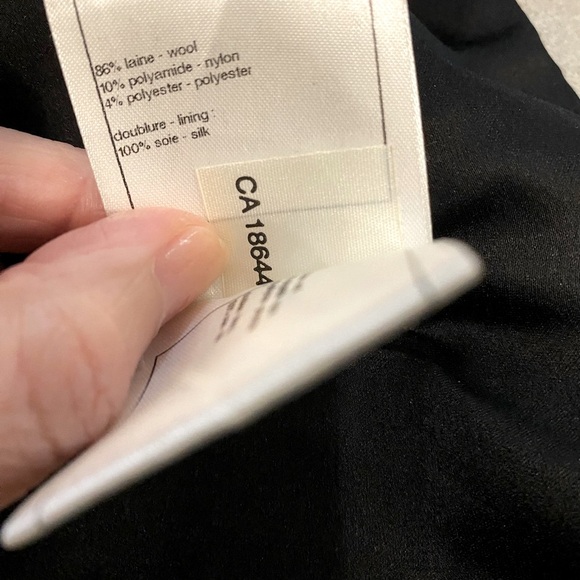 86% laine - wool
10% polyamide - nylon
4% polyester - polyester
doublure - lining :
100% soie - silk
CA 18644